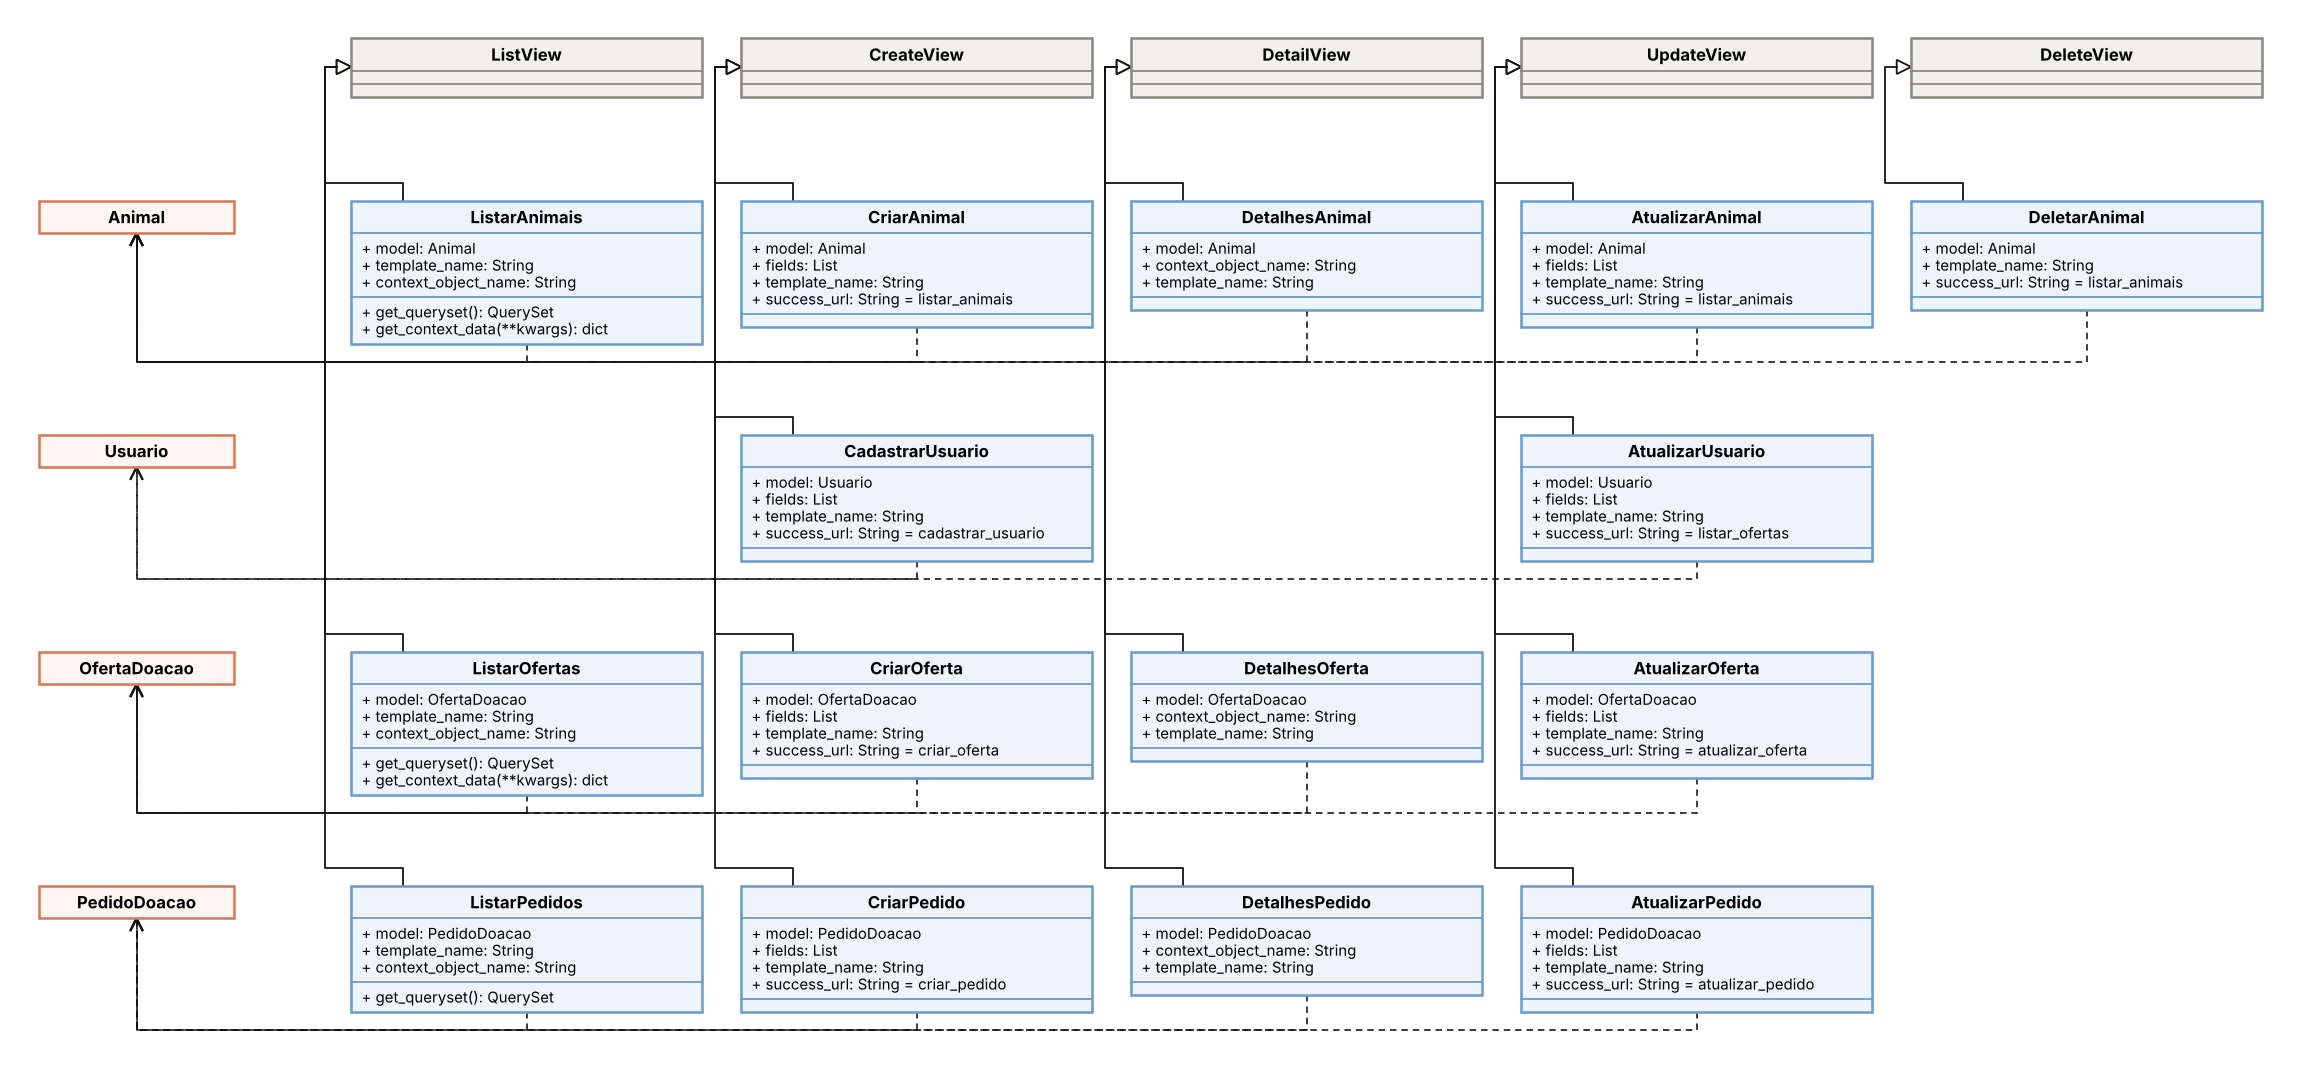 ListView
CreateView
DetailView
UpdateView
DeleteView
Animal
ListarAnimais
+ model: Animal
+ template_name: String
+ context_object_name: String
+ get_queryset(): QuerySet
+ get_context_data(**kwargs): dict
CriarAnimal
+ model: Animal
+ fields: List
+ template_name: String
+ success_url: String = listar_animais
DetalhesAnimal
+ model: Animal
+ context_object_name: String
+ template_name: String
AtualizarAnimal
+ model: Animal
+ fields: List
+ template_name: String
+ success_url: String = listar_animais
DeletarAnimal
+ model: Animal
+ template_name: String
+ success_url: String = listar_animais
Usuario
CadastrarUsuario
+ model: Usuario
+ fields: List
+ template_name: String
+ success_url: String = cadastrar_usuario
AtualizarUsuario
+ model: Usuario
+ fields: List
+ template_name: String
+ success_url: String = listar_ofertas
OfertaDoacao
ListarOfertas
+ model: OfertaDoacao
+ template_name: String
+ context_object_name: String
+ get_queryset(): QuerySet
+ get_context_data(**kwargs): dict
CriarOferta
+ model: OfertaDoacao
+ fields: List
+ template_name: String
+ success_url: String = criar_oferta
DetalhesOferta
+ model: OfertaDoacao
+ context_object_name: String
+ template_name: String
AtualizarOferta
+ model: OfertaDoacao
+ fields: List
+ template_name: String
+ success_url: String = atualizar_oferta
PedidoDoacao
ListarPedidos
+ model: PedidoDoacao
+ template_name: String
+ context_object_name: String
+ get_queryset(): QuerySet
CriarPedido
+ model: PedidoDoacao
+ fields: List
+ template_name: String
+ success_url: String = criar_pedido
DetalhesPedido
+ model: PedidoDoacao
+ context_object_name: String
+ template_name: String
AtualizarPedido
+ model: PedidoDoacao
+ fields: List
+ template_name: String
+ success_url: String = atualizar_pedido